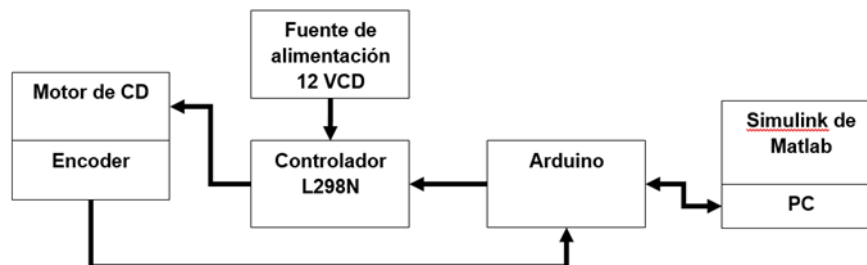 Fuente de
alimentación
12 VCD
Motor de CD
Encoder
Controlador
L298N
Arduino
Simulink de
Matlab
PC